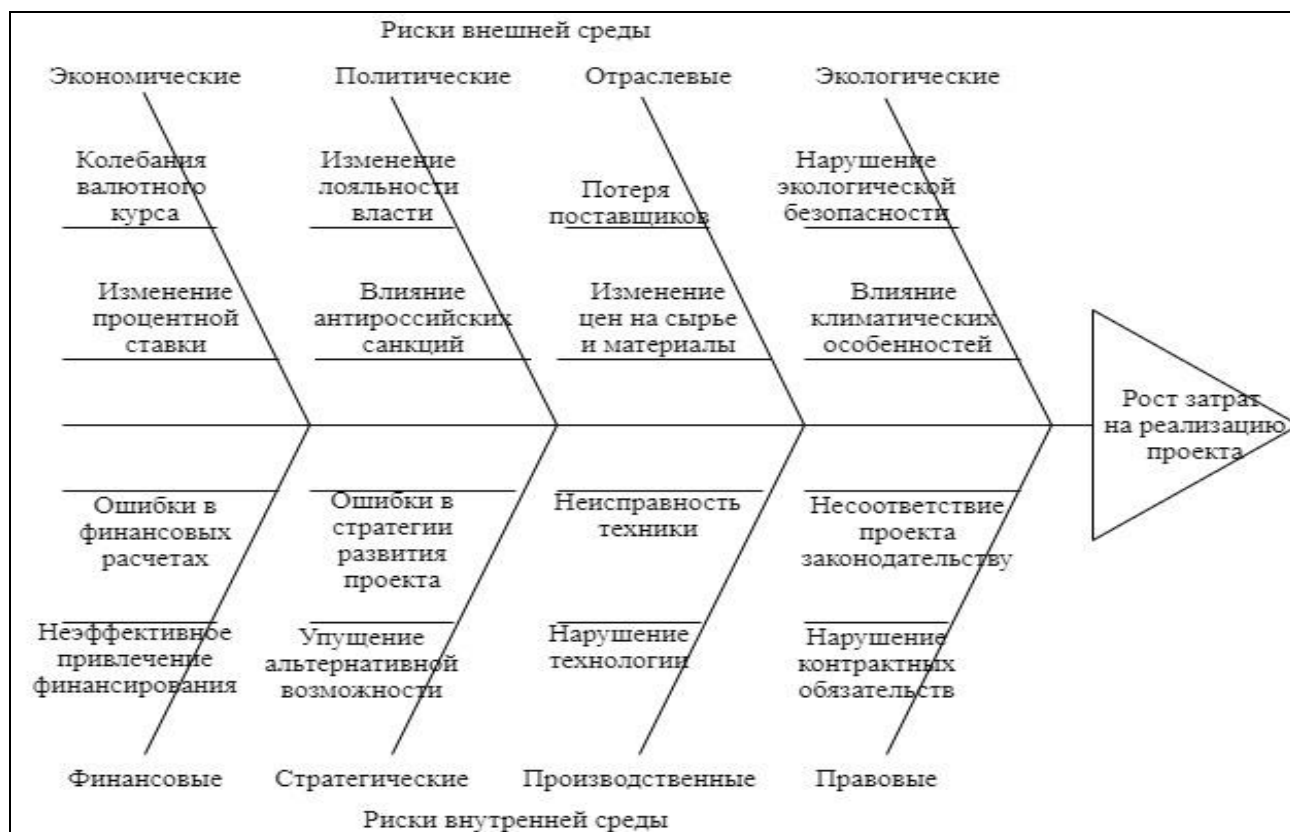 Риски внешней среды
Экономические
Политические
Отраслевые
Экологические
Колебания
валютного
курса
Изменение
лояльности
власти
Потеря
поставщиков
Нарушение
экологической
безопасности
Изменение
процентной
ставки
Влияние
антироссийских
санкций
Изменение
цен на сырье
и материалы
Влияние
климатических
особенностей
Рост затрат
на реализацию
проекта
Ошибки в
финансовых
расчетах
Ошибки в
стратегии
развития
проекта
Неисправность
техники
Несоответствие
проекта
законодательству
Неэффективное
привлечение
финансирования
Упущение
альтернативной
возможности
Нарушение
технологии
Нарушение
контрактных
обязательств
Финансовые
Стратегические
Производственные
Правовые
Риски внутренней среды